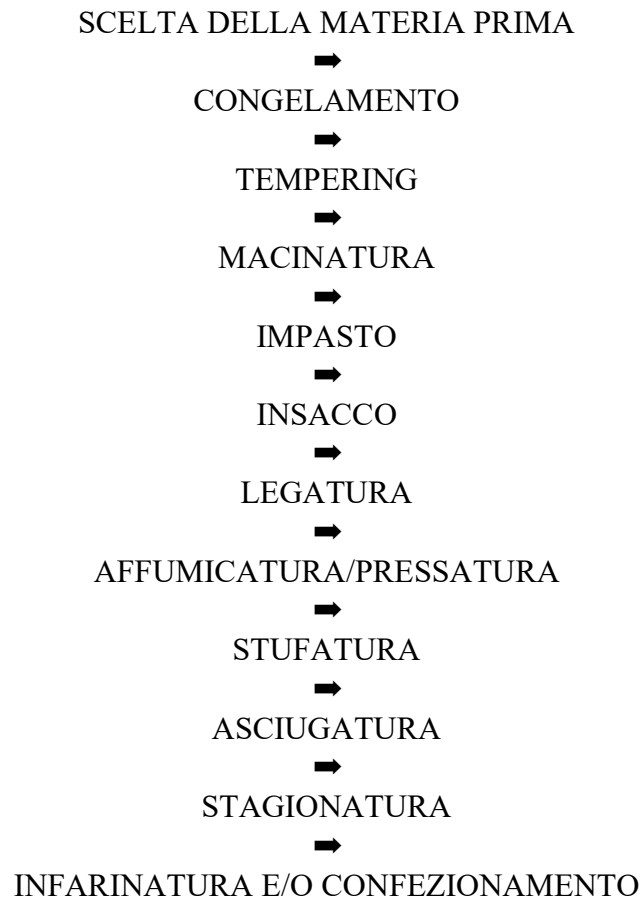 SCELTA DELLA MATERIA PRIMA
➡
CONGELAMENTO
➡
TEMPERING
➡
MACINATURA
➡
IMPASTO
➡
INSACCO
➡
LEGATURA
➡
AFFUMICATURA/PRESSATURA
➡
STUFATURA
➡
ASCIUGATURA
➡
STAGIONATURA
➡
INFARINATURA E/O CONFEZIONAMENTO